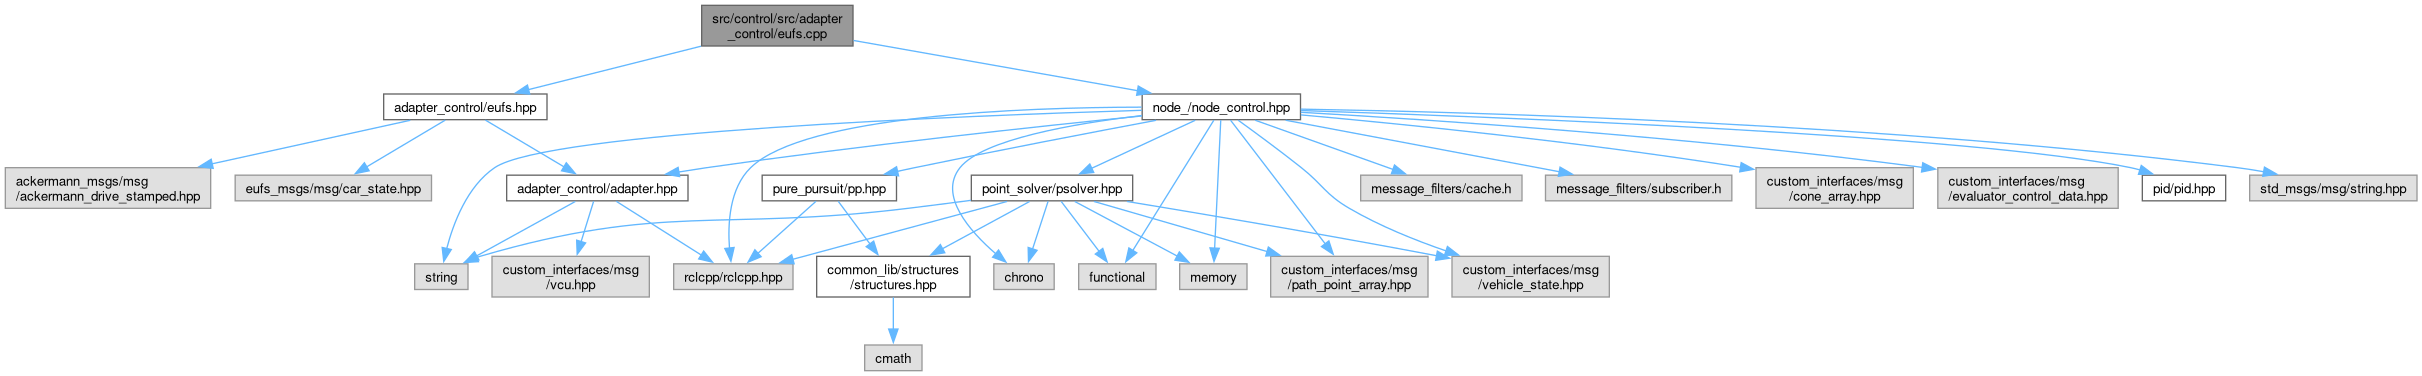 src/control/src/adapter
_control/eufs.cpp
adapter_control/eufs.hpp
node_/node_control.hpp
ackermann_msgs/msg
/ackermann_drive_stamped.hpp
eufs_msgs/msg/car_state.hpp
adapter_control/adapter.hpp
pure_pursuit/pp.hpp
point_solver/psolver.hpp
message_filters/cache.h
message_filters/subscriber.h
custom_interfaces/msg
/cone_array.hpp
custom_interfaces/msg
/evaluator_control_data.hpp
pid/pid.hpp
std_msgs/msg/string.hpp
string
custom_interfaces/msg
/vcu.hpp
rclcpp/rclcpp.hpp
common_lib/structures
/structures.hpp
chrono
functional
memory
custom_interfaces/msg
/path_point_array.hpp
custom_interfaces/msg
/vehicle_state.hpp
cmath